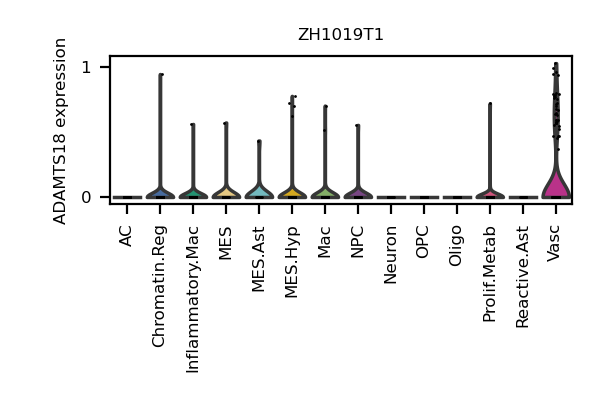 ZH1019T1
ADAMTS18 expression
1
0
AC
Chromatin.Reg
Inflammatory.Mac
MES
MES.Ast
MES.Hyp
Mac
NPC
Neuron
OPC
Oligo
Prolif.Metab
Reactive.Ast
Vasc